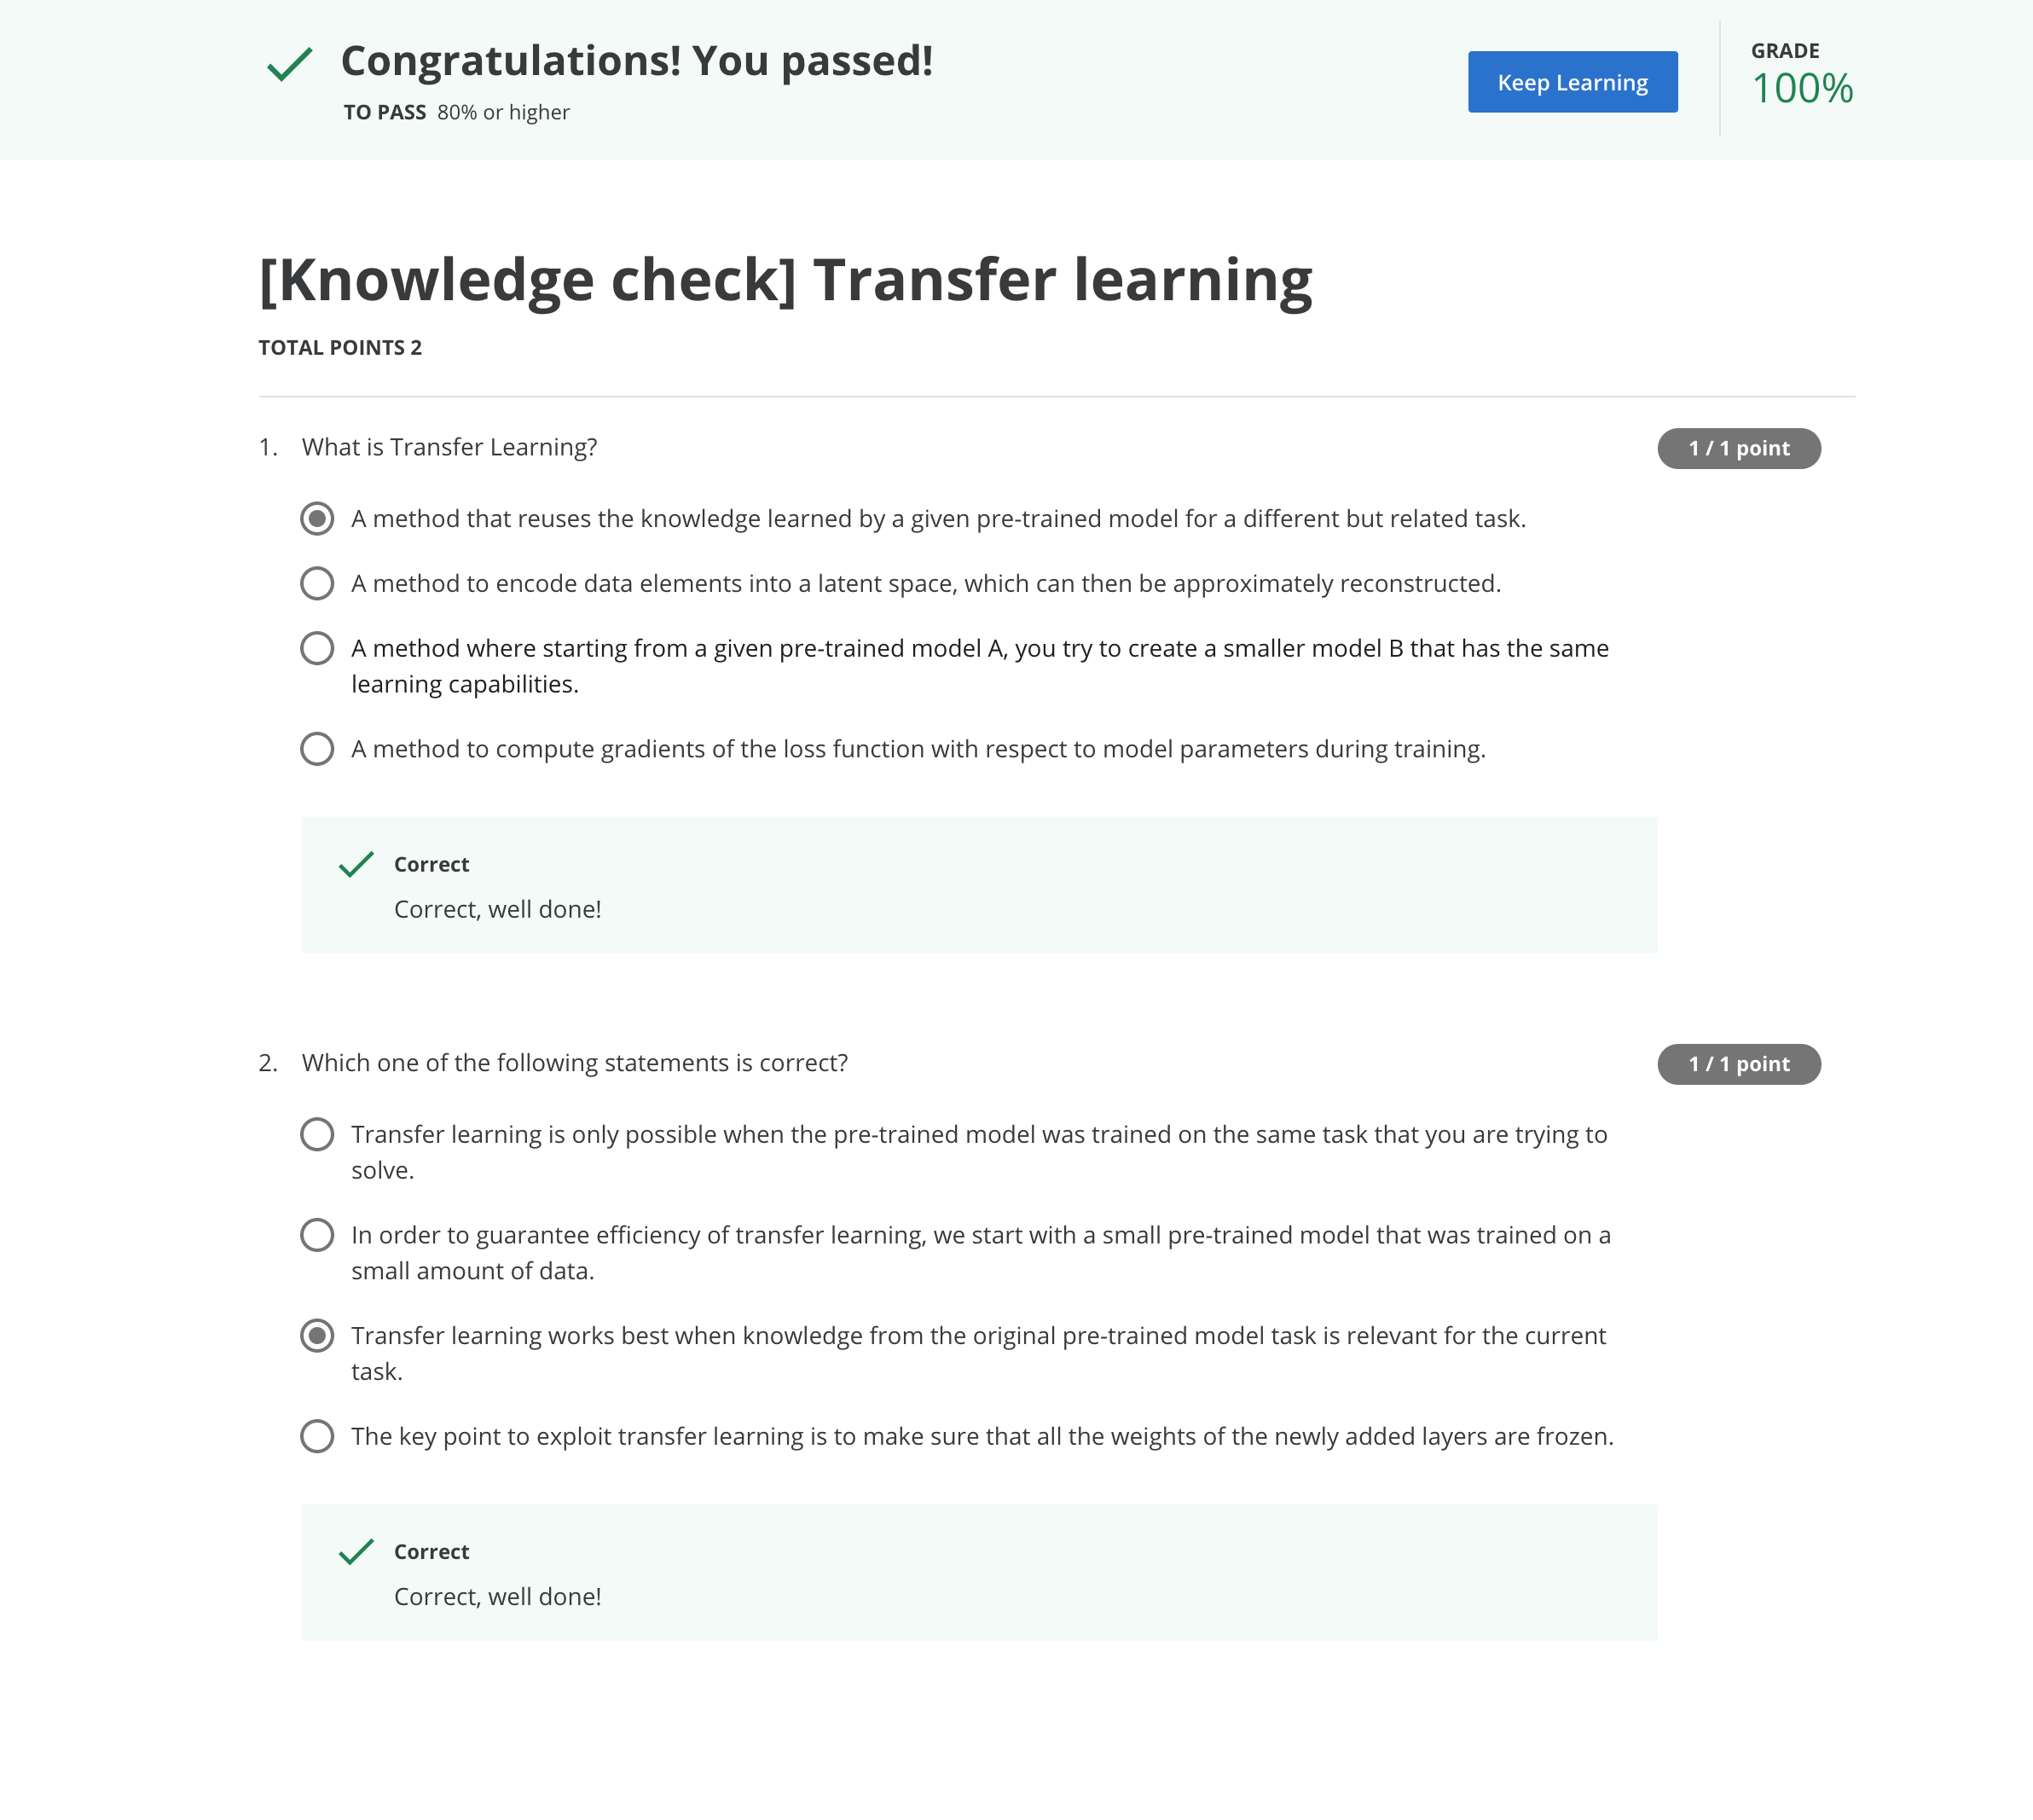 Congratulations! You passed!
TO PASS 80% or higher
Keep Learning
GRADE
100%
[Knowledge check] Transfer learning
TOTAL POINTS 2
1. What is Transfer Learning?
1 / 1 point
A method that reuses the knowledge learned by a given pre-trained model for a different but related task.
A method to encode data elements into a latent space, which can then be approximately reconstructed.
A method where starting from a given pre-trained model A, you try to create a smaller model B that has the same
learning capabilities.
A method to compute gradients of the loss function with respect to model parameters during training.
Correct
Correct, well done!
2. Which one of the following statements is correct?
1 / 1 point
Transfer learning is only possible when the pre-trained model was trained on the same task that you are trying to
solve.
In order to guarantee efficiency of transfer learning, we start with a small pre-trained model that was trained on a
small amount of data.
Transfer learning works best when knowledge from the original pre-trained model task is relevant for the current
task.
The key point to exploit transfer learning is to make sure that all the weights of the newly added layers are frozen.
Correct
Correct, well done!